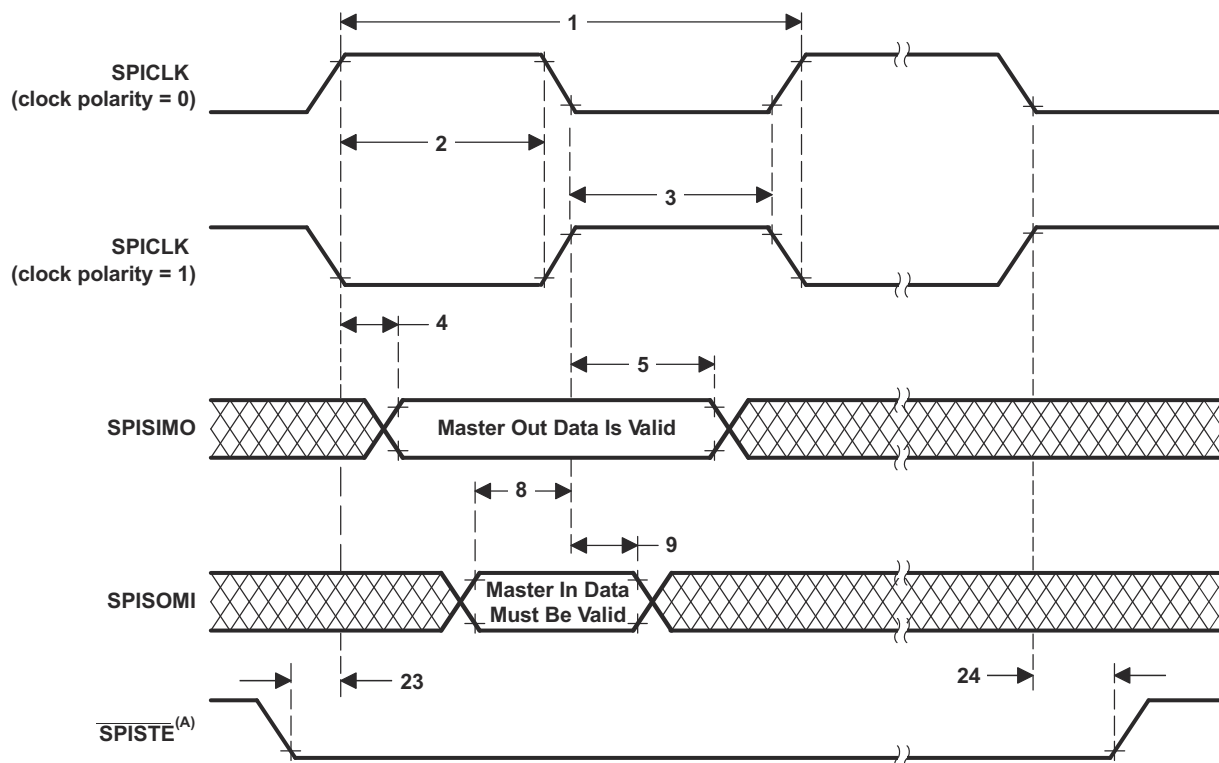 1
SPICLK
(clock polarity = 0)
2
3
SPICLK
(clock polarity = 1)
4
5
SPISIMO
Master Out Data Is Valid
8
9
SPISOMI
Master In Data
Must Be Valid
23
24
SPISTE(A)